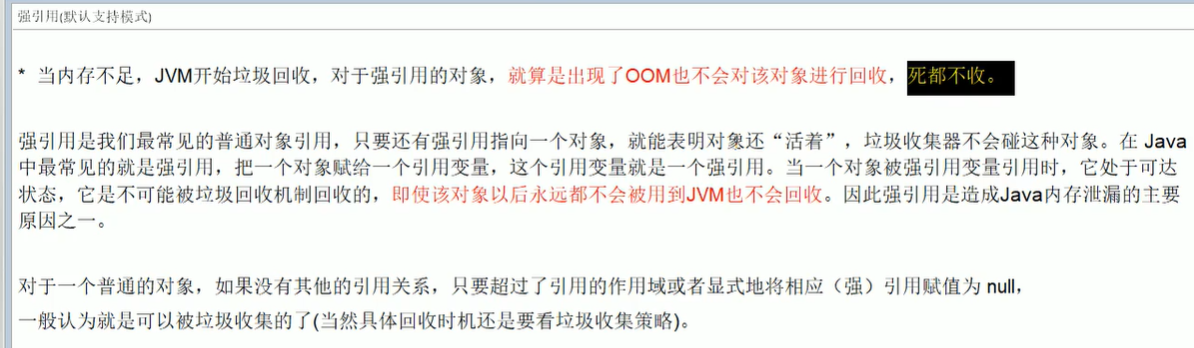 强引用(默认支持模式)
* 当内存不足，JVM开始垃圾回收，对于强引用的对象，就算是出现了OOM也不会对该对象进行回收，死都不收。
强引用是我们最常见的普通对象引用，只要还有强引用指向一个对象，就能表明对象还“活着”，垃圾收集器不会碰这种对象。在 Java
中最常见的就是强引用，把一个对象赋给一个引用变量，这个引用变量就是一个强引用。当一个对象被强引用变量引用时，它处于可达
状态，它是不可能被垃圾回收机制回收的，即使该对象以后永远都不会被用到JVM也不会回收。因此强引用是造成Java内存泄漏的主要
原因之一。
对于一个普通的对象，如果没有其他的引用关系，只要超过了引用的作用域或者显式地将相应（强）引用赋值为 null，
一般认为就是可以被垃圾收集的了(当然具体回收时机还是要看垃圾收集策略)。